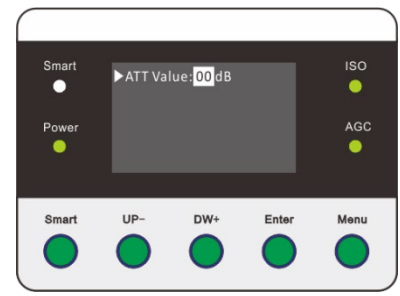 Smart
ISO
ATT Value: 00 dB
Power
AGC
Smart UP- DW+ Enter Menu